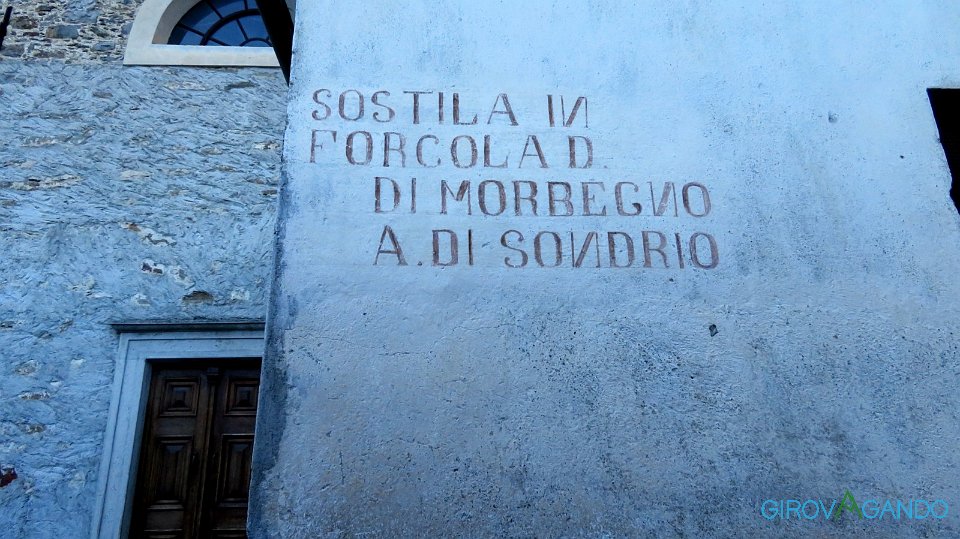 SOSTILA IN
FORCOLA D.
DI MORBEGNO
A. DI SONDRIO
GIROVAGANDO